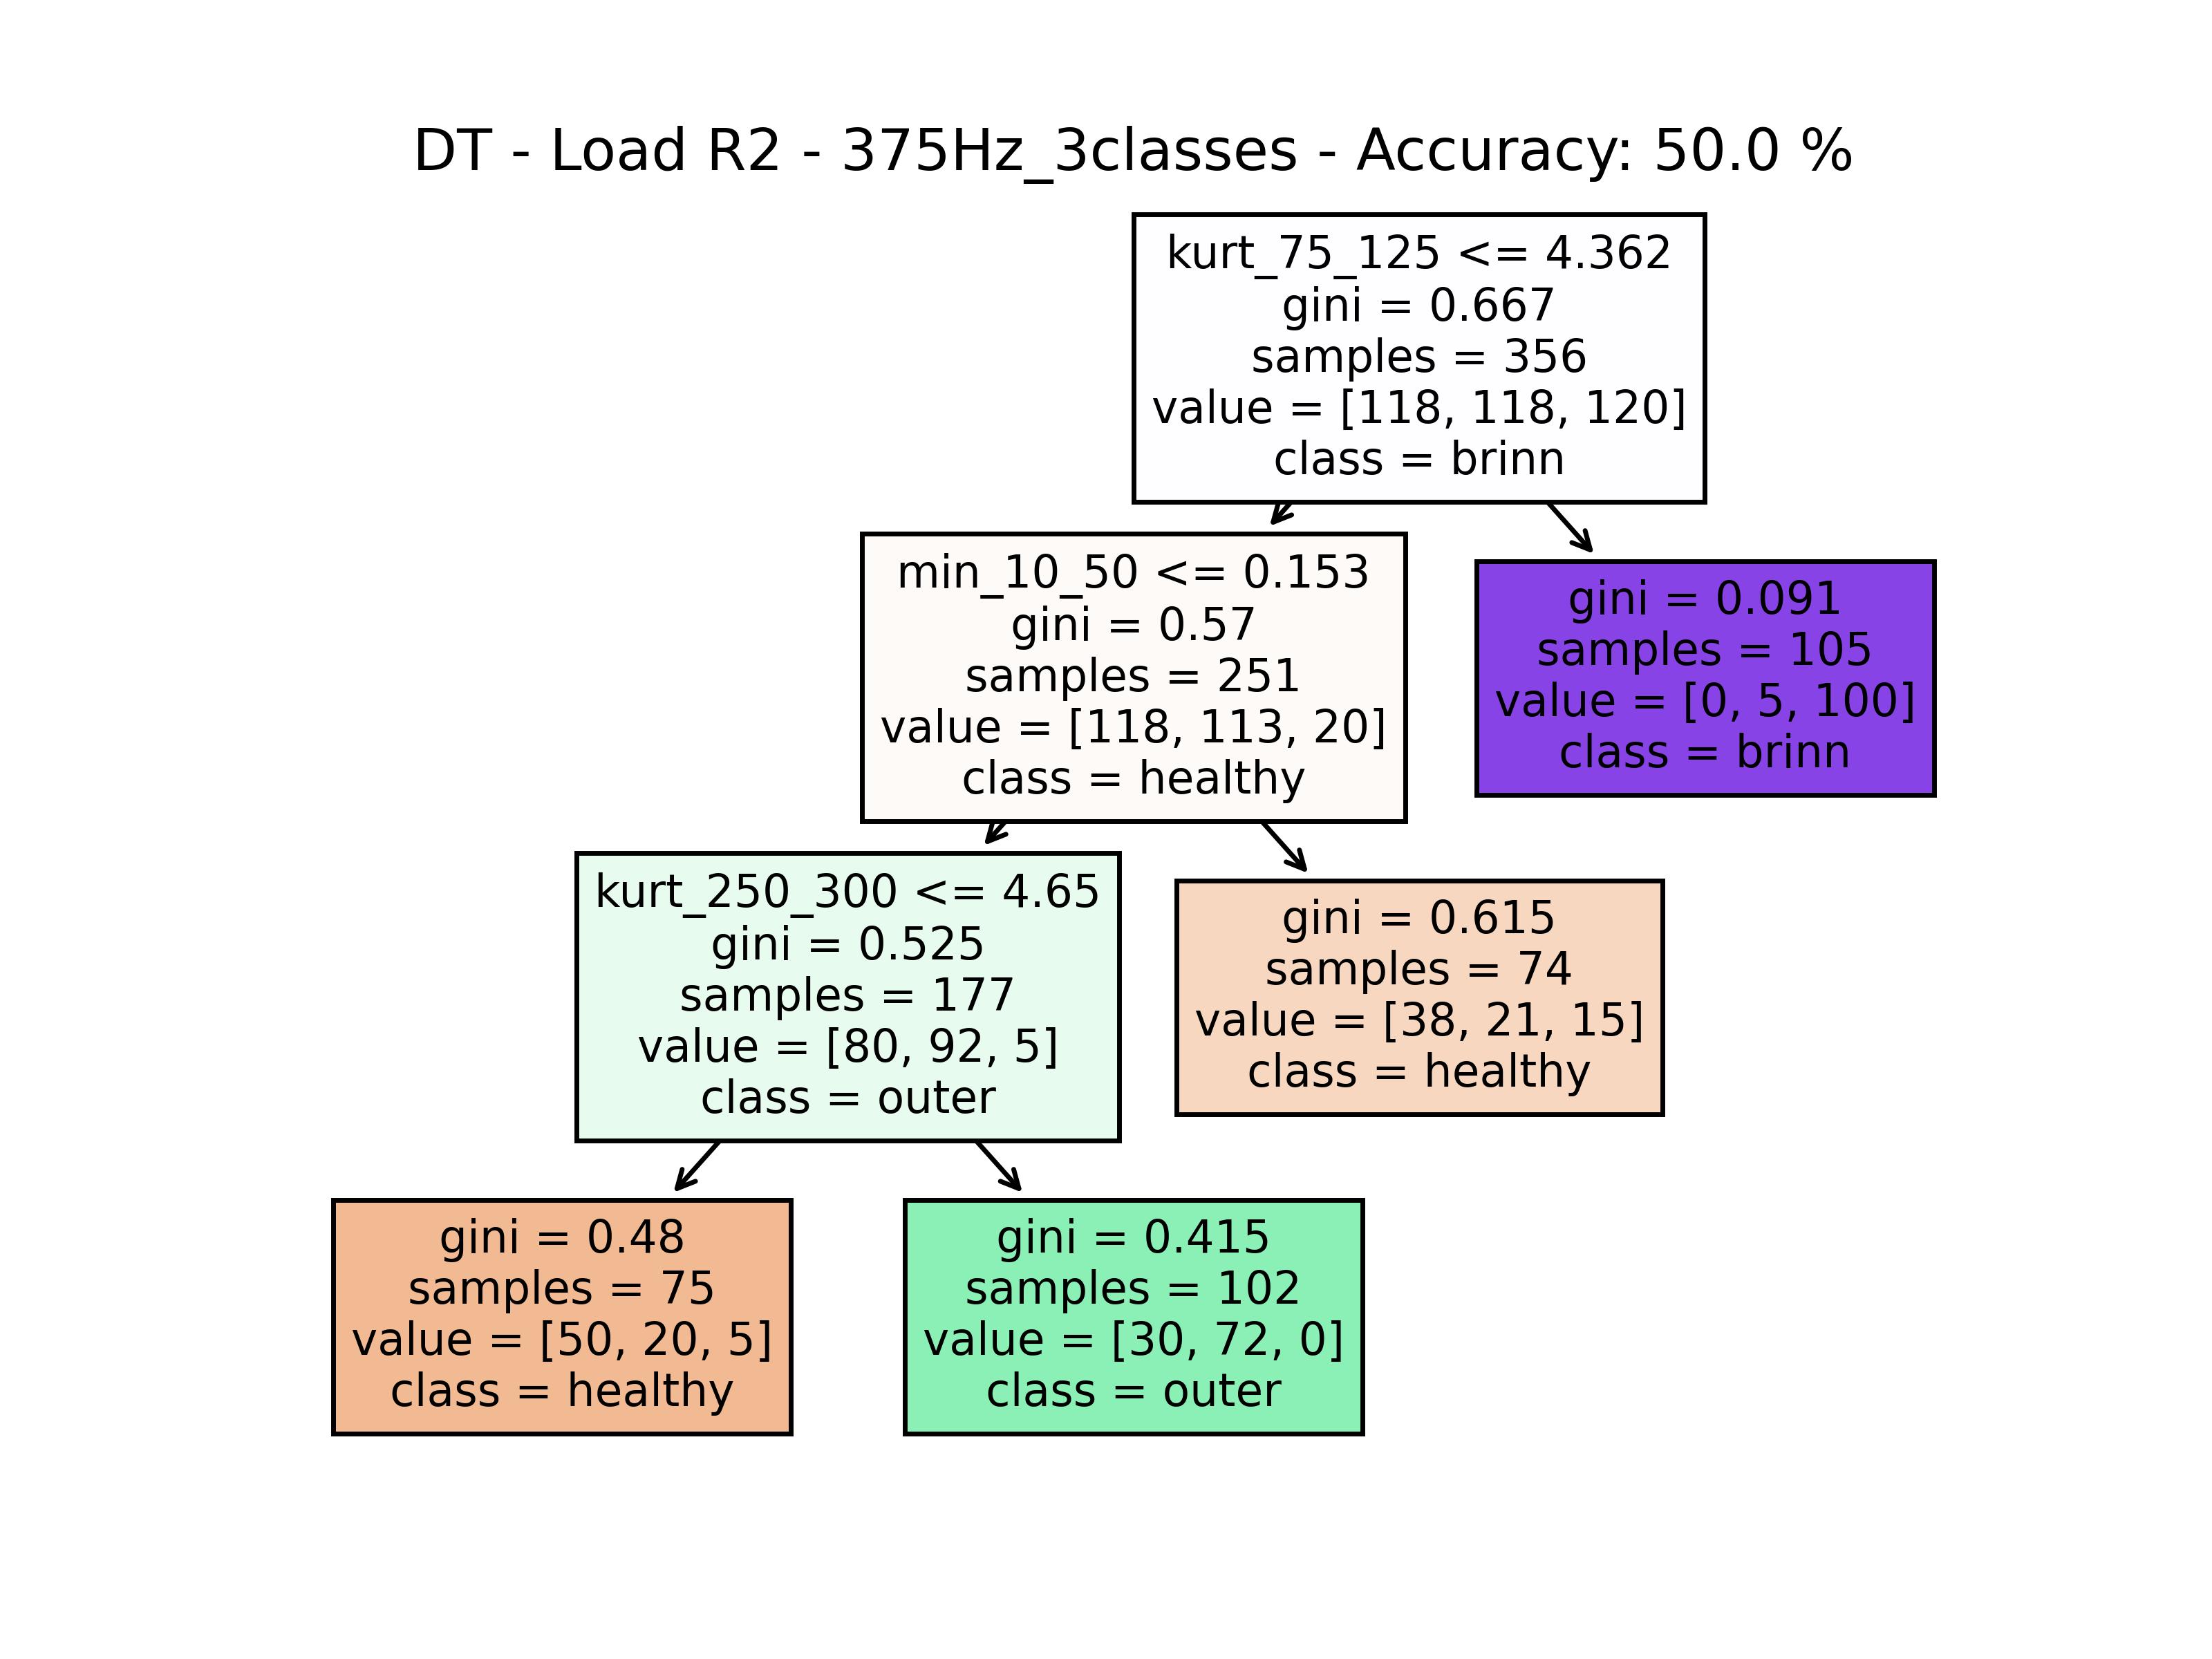 DT - Load R2 - 375Hz_3classes - Accuracy: 50.0 %
kurt_75_125 <= 4.362
gini = 0.667
samples = 356
value = [118, 118, 120]
class = brinn
min_10_50 <= 0.153
gini = 0.57
samples = 251
value = [118, 113, 20]
class = healthy
gini = 0.091
samples = 105
value = [0, 5, 100]
class = brinn
kurt_250_300 <= 4.65
gini = 0.525
samples = 177
value = [80, 92, 5]
class = outer
gini = 0.615
samples = 74
value = [38, 21, 15]
class = healthy
gini = 0.48
samples = 75
value = [50, 20, 5]
class = healthy
gini = 0.415
samples = 102
value = [30, 72, 0]
class = outer